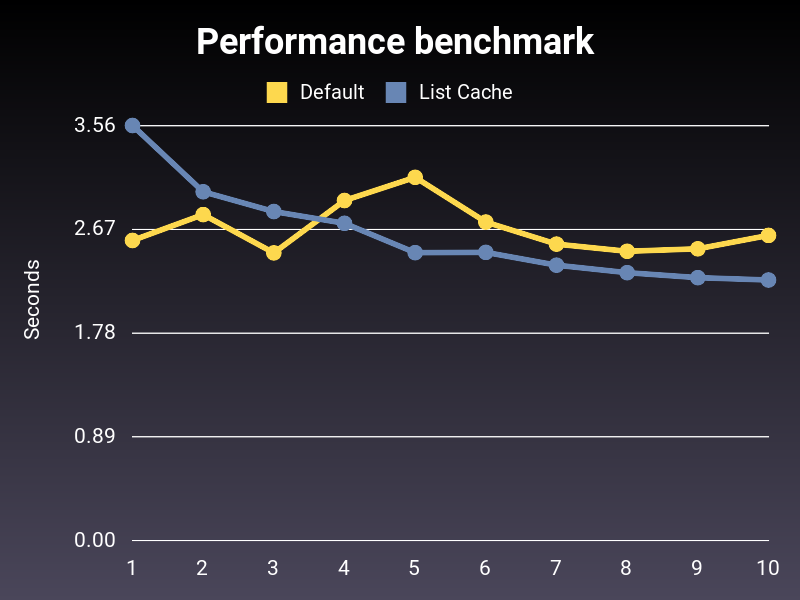 Performance benchmark
Default List Cache
3.56
2.67
1.78
0.89
0.00
Seconds
1 2 3 4 5 6 7 8 9 10